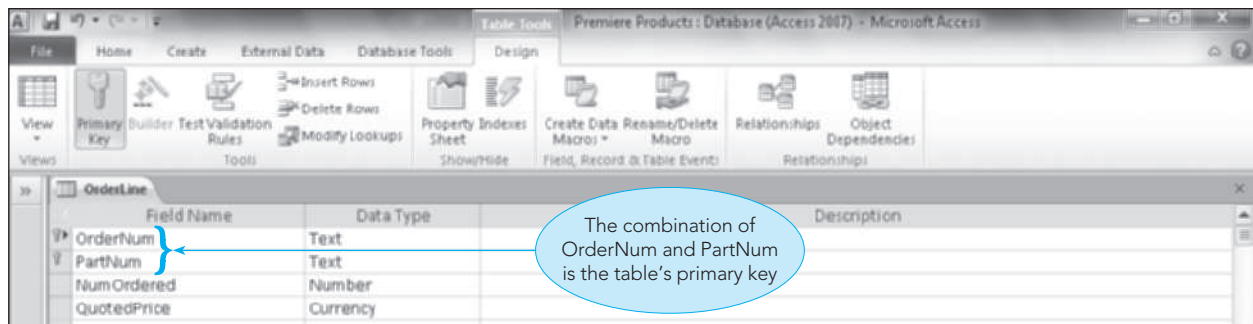 Table Tools Premiere Products : Database (Access 2007) - Microsoft Access
File Home Create External Data Database Tools Design
View
Primary Key
Builder
Test Validation Rules
Insert Rows
Delete Rows
Modify Lookups
Property Sheet
Indexes
Create Data Macros
Rename/Delete Macro
Relationships
Object Dependencies
Views Tools Show/Hide Field, Record & Table Events Relationships
OrderLine
Field Name Data Type Description
OrderNum Text
PartNum Text
NumOrdered Number
QuotedPrice Currency
The combination of
OrderNum and PartNum
is the table's primary key